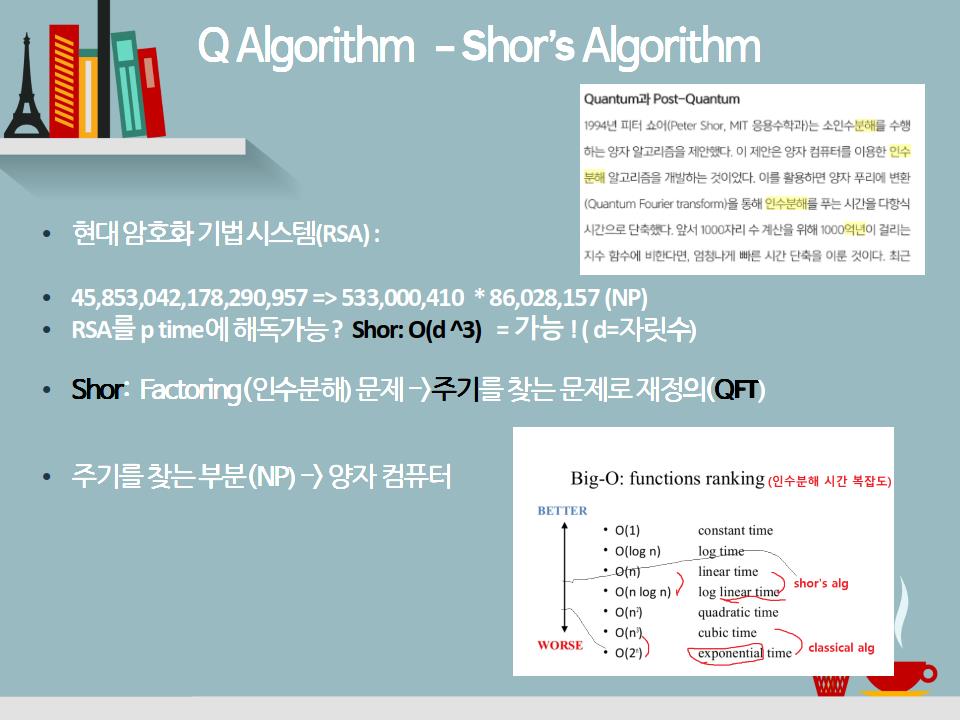 Q Algorithm – Shor's Algorithm
Quantum과 Post-Quantum
1994년 피터 쇼어(Peter Shor, MIT 응용수학과)는 소인수분해를 수행
하는 양자 알고리즘을 제안했다. 이 제안은 양자 컴퓨터를 이용한 인수
분해 알고리즘을 개발하는 것이었다. 이를 활용하면 양자 푸리에 변환
(Quantum Fourier transform)을 통해 인수분해를 푸는 시간을 다항식
시간으로 단축했다. 앞서 1000자리 수 계산을 위해 1000억년이 걸리는
지수 함수에 비한다면, 엄청나게 빠른 시간 단축을 이룬 것이다. 최근
• 현대 암호화 기법 시스템(RSA) :
• 45,853,042,178,290,957 => 533,000,410 * 86,028,157 (NP)
• RSA를 p time에 해독가능 ? Shor: O(d ^3) = 가능 ! ( d=자릿수)
• Shor: Factoring (인수분해) 문제 -> 주기를 찾는 문제로 재정의(QFT)
• 주기를 찾는 부분 (NP) -> 양자 컴퓨터
Big-O: functions ranking (인수분해 시간 복잡도)
BETTER
• O(1) constant time
• O(log n) log time
• O(n) linear time
shor's alg
• O(n log n) log linear time
• O(n²) quadratic time
• O(n³) cubic time
WORSE
classical alg
• O(2ⁿ) exponential time